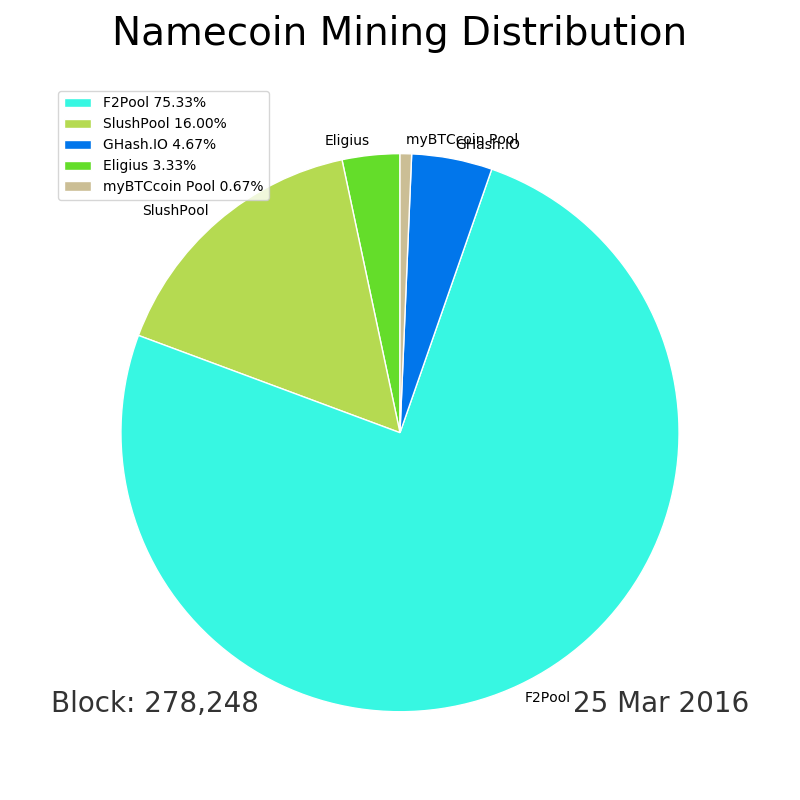 Namecoin Mining Distribution
F2Pool 75.33%
SlushPool 16.00%
GHash.IO 4.67%
Eligius 3.33%
myBTCcoin Pool 0.67%
Eligius
myBTCcoin Pool
GHash.IO
SlushPool
F2Pool
Block: 278,248
25 Mar 2016